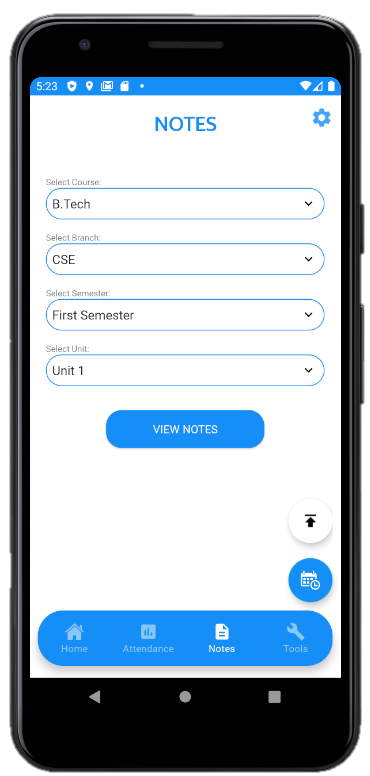 5:23
NOTES
Select Course:
B.Tech
Select Branch:
CSE
Select Semester:
First Semester
Select Unit:
Unit 1
VIEW NOTES
Home Attendance Notes Tools